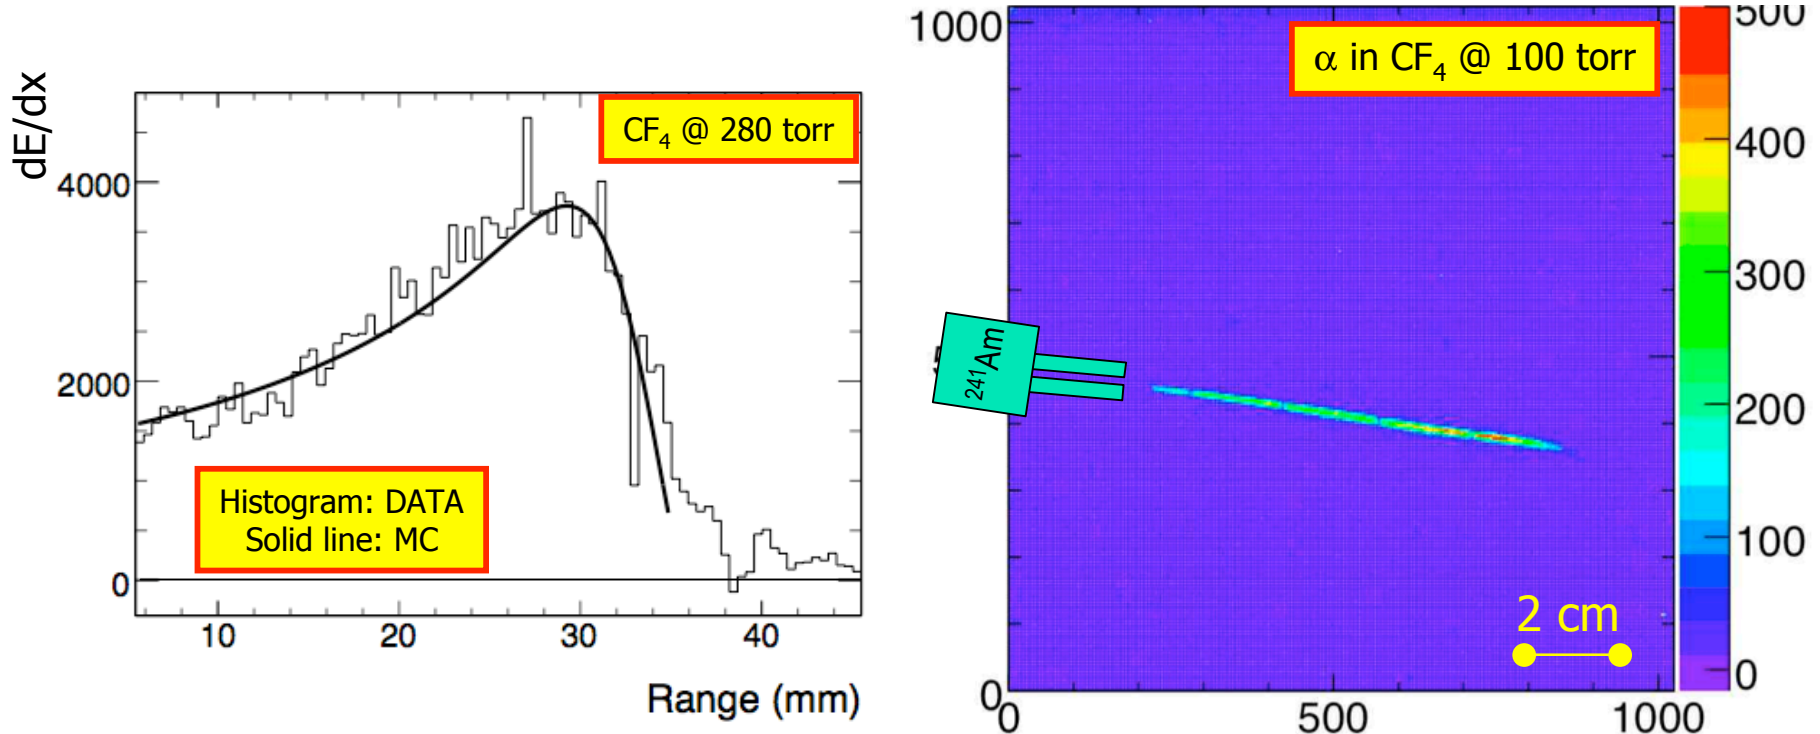 dE/dx
CF₄ @ 280 torr
4000
2000
0
Histogram: DATA
Solid line: MC
10 20 30 40
Range (mm)
1000
α in CF₄ @ 100 torr
²⁴¹Am
2 cm
0
0 500 1000
500
400
300
200
100
0